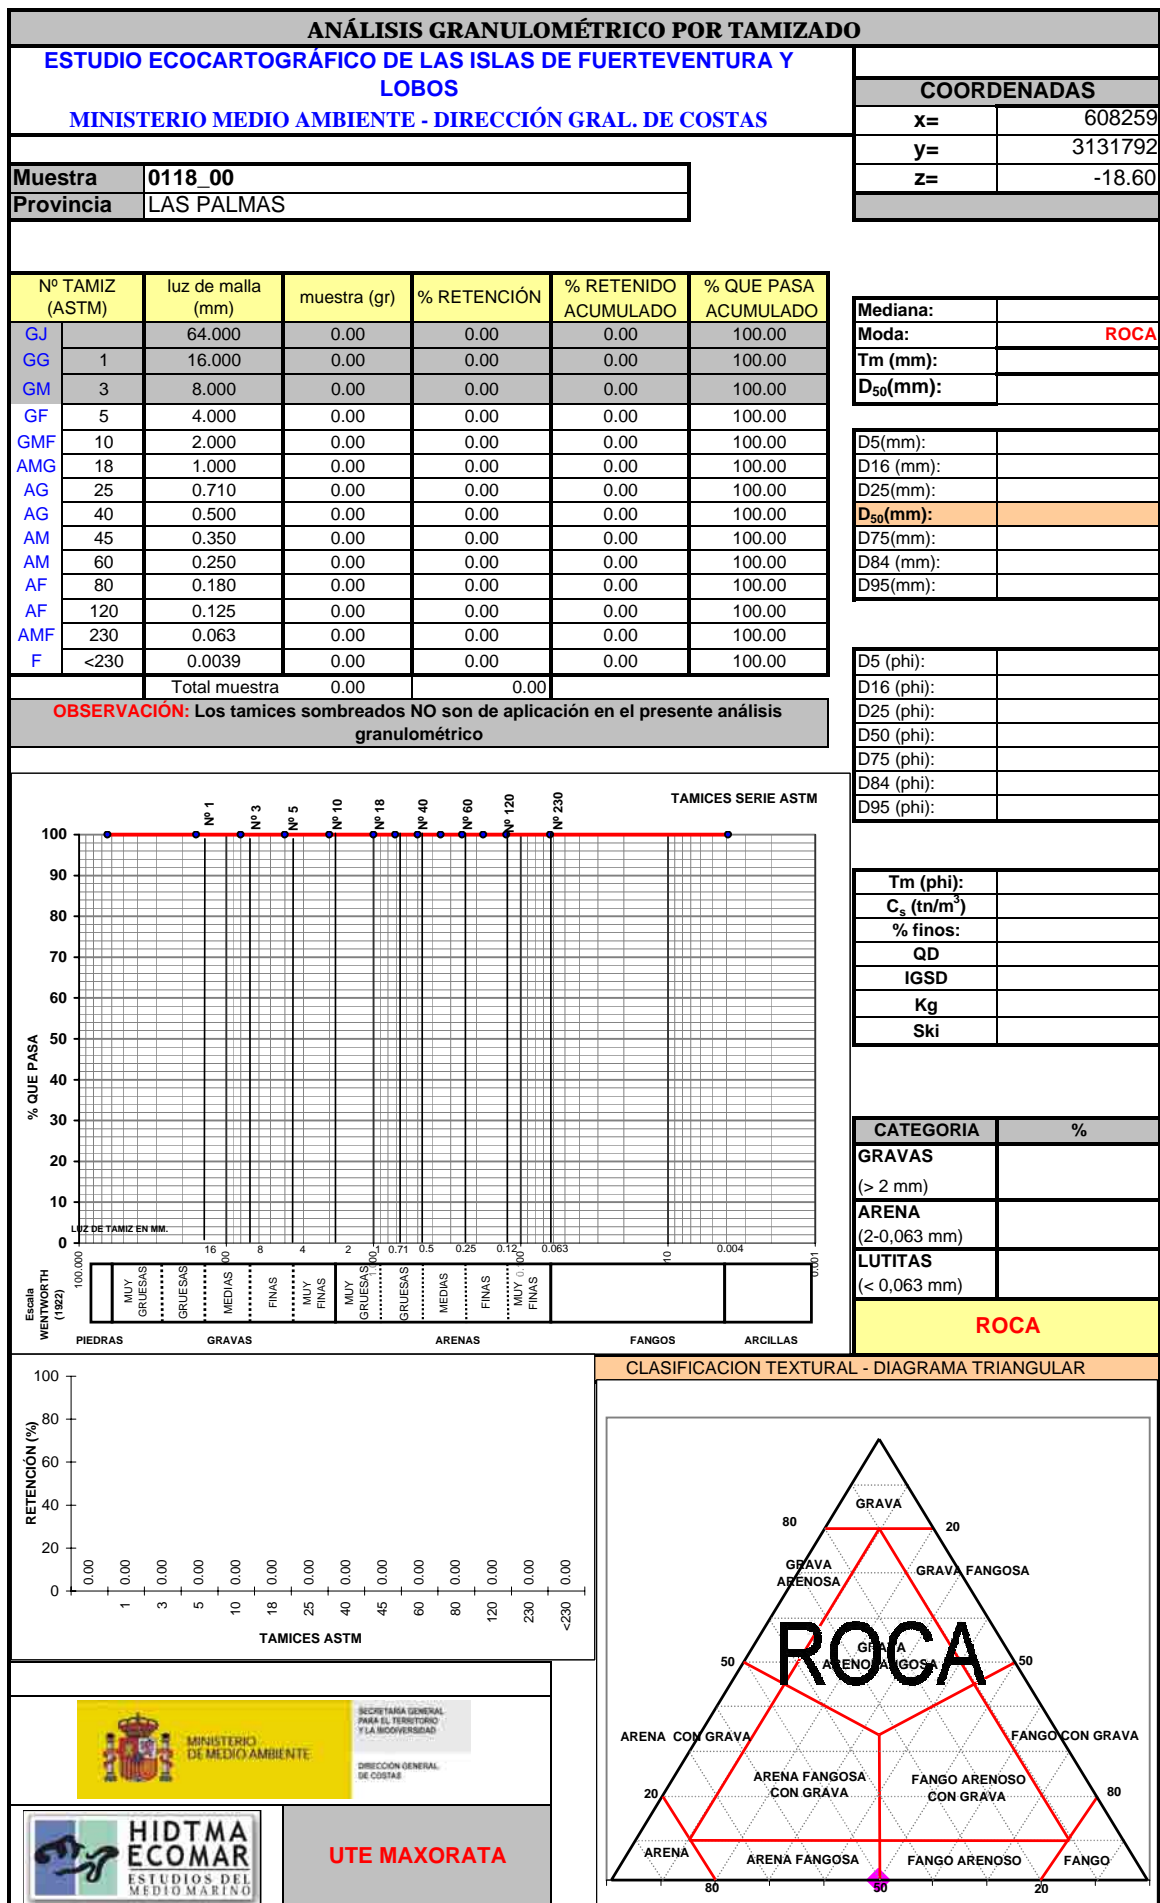 ANÁLISIS GRANULOMÉTRICO POR TAMIZADO
ESTUDIO ECOCARTOGRÁFICO DE LAS ISLAS DE FUERTEVENTURA Y
LOBOS
MINISTERIO MEDIO AMBIENTE - DIRECCIÓN GRAL. DE COSTAS
COORDENADAS
x= 608259
y= 3131792
z= -18.60
Muestra 0118_00
Provincia LAS PALMAS
Nº TAMIZ (ASTM) luz de malla (mm) muestra (gr) % RETENCIÓN % RETENIDO ACUMULADO % QUE PASA ACUMULADO
GJ 64.000 0.00 0.00 0.00 100.00
GG 1 16.000 0.00 0.00 0.00 100.00
GM 3 8.000 0.00 0.00 0.00 100.00
GF 5 4.000 0.00 0.00 0.00 100.00
GMF 10 2.000 0.00 0.00 0.00 100.00
AMG 18 1.000 0.00 0.00 0.00 100.00
AG 25 0.710 0.00 0.00 0.00 100.00
AG 40 0.500 0.00 0.00 0.00 100.00
AM 45 0.350 0.00 0.00 0.00 100.00
AM 60 0.250 0.00 0.00 0.00 100.00
AF 80 0.180 0.00 0.00 0.00 100.00
AF 120 0.125 0.00 0.00 0.00 100.00
AMF 230 0.063 0.00 0.00 0.00 100.00
F <230 0.0039 0.00 0.00 0.00 100.00
Total muestra 0.00 0.00
OBSERVACIÓN: Los tamices sombreados NO son de aplicación en el presente análisis
granulométrico
Mediana:
Moda: ROCA
Tm (mm):
D50(mm):
D5(mm):
D16 (mm):
D25(mm):
D50(mm):
D75(mm):
D84 (mm):
D95(mm):
D5 (phi):
D16 (phi):
D25 (phi):
D50 (phi):
D75 (phi):
D84 (phi):
D95 (phi):
Tm (phi):
Cs (tn/m3)
% finos:
QD
IGSD
Kg
Ski
CATEGORIA %
GRAVAS
(> 2 mm)
ARENA
(2-0,063 mm)
LUTITAS
(< 0,063 mm)
ROCA
TAMICES SERIE ASTM
Nº 1 Nº 3 Nº 5 Nº 10 Nº 18 Nº 40 Nº 60 Nº 120 Nº 230
% QUE PASA
100
90
80
70
60
50
40
30
20
10
0
LUZ DE TAMIZ EN MM.
16 8 4 2 1 0.71 0.5 0.25 0.12 0.063 0.004
100.000 0.001
Escala WENTWORTH (1922)
MUY GRUESAS GRUESAS MEDIAS FINAS MUY FINAS MUY GRUESAS GRUESAS MEDIAS FINAS MUY FINAS
PIEDRAS GRAVAS ARENAS FANGOS ARCILLAS
RETENCIÓN (%)
100
80
60
40
20
0
0.00 0.00 0.00 0.00 0.00 0.00 0.00 0.00 0.00 0.00 0.00 0.00 0.00 0.00
1 3 5 10 18 25 40 45 60 80 120 230 <230
TAMICES ASTM
CLASIFICACION TEXTURAL - DIAGRAMA TRIANGULAR
GRAVA
80 20
GRAVA ARENOSA
GRAVA FANGOSA
ROCA
GRAVA ARENOFANGOSA
50 50
ARENA CON GRAVA
FANGO CON GRAVA
ARENA FANGOSA CON GRAVA
FANGO ARENOSO CON GRAVA
20 80
ARENA ARENA FANGOSA FANGO ARENOSO FANGO
80 50 20
MINISTERIO
DE MEDIO AMBIENTE
SECRETARÍA GENERAL
PARA EL TERRITORIO
Y LA BIODIVERSIDAD
DIRECCIÓN GENERAL
DE COSTAS
HIDTMA
ECOMAR
ESTUDIOS DEL
MEDIO MARINO
UTE MAXORATA